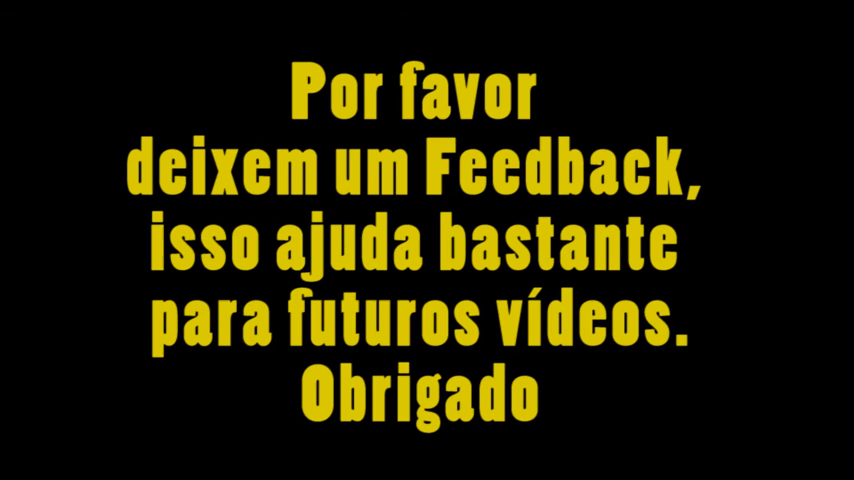 Por favor
deixem um Feedback,
isso ajuda bastante
para futuros vídeos.
Obrigado